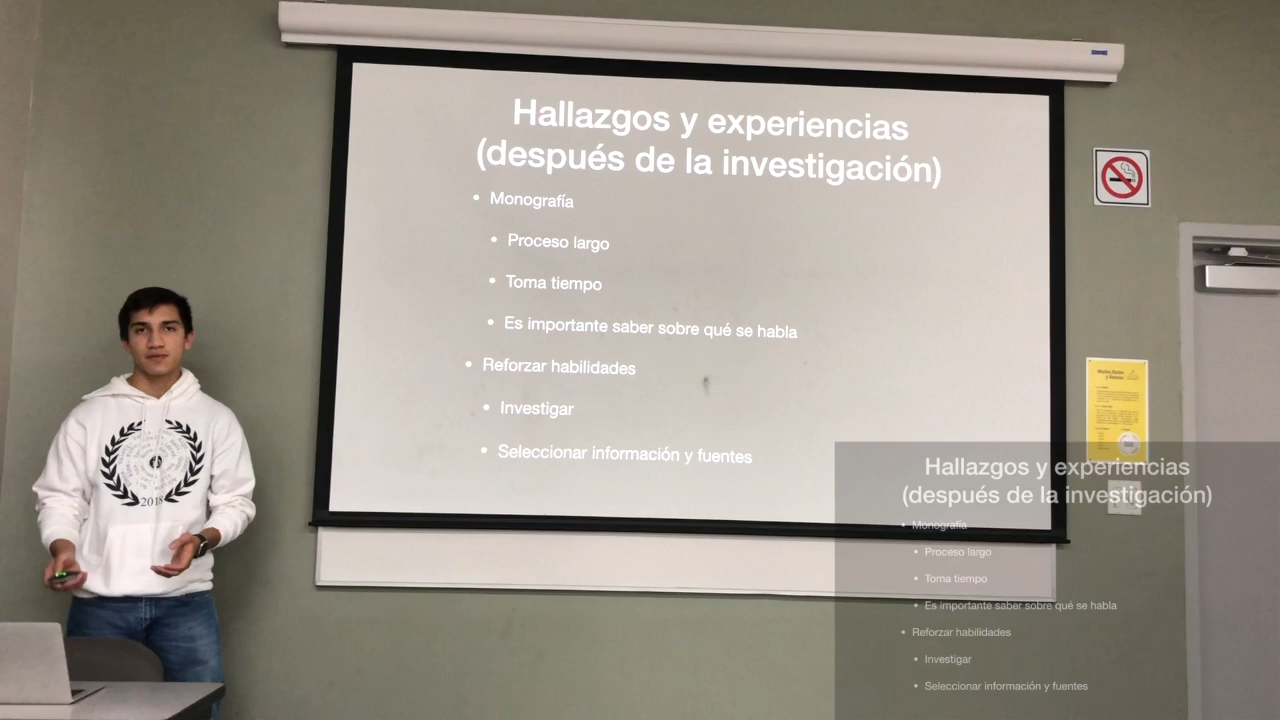 Hallazgos y experiencias
(después de la investigación)
• Monografía
• Proceso largo
• Toma tiempo
• Es importante saber sobre qué se habla
• Reforzar habilidades
• Investigar
• Seleccionar información y fuentes
2018
Hallazgos y experiencias
(después de la investigación)
• Monografía
• Proceso largo
• Toma tiempo
• Es importante saber sobre qué se habla
• Reforzar habilidades
• Investigar
• Seleccionar información y fuentes